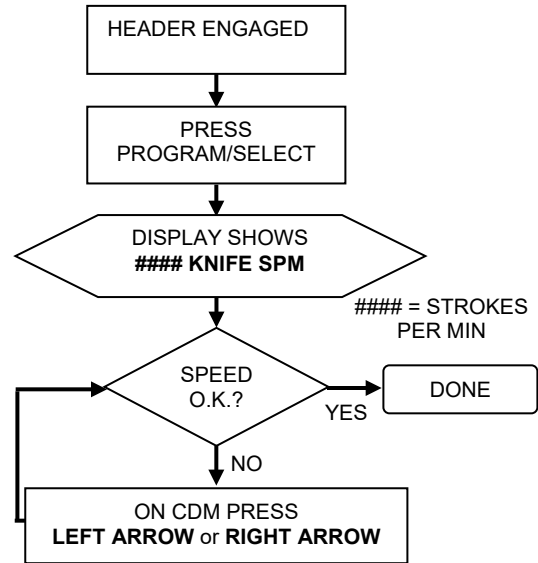 HEADER ENGAGED
PRESS
PROGRAM/SELECT
DISPLAY SHOWS
#### KNIFE SPM
#### = STROKES
PER MIN
SPEED
O.K.?
YES
DONE
NO
ON CDM PRESS
LEFT ARROW or RIGHT ARROW